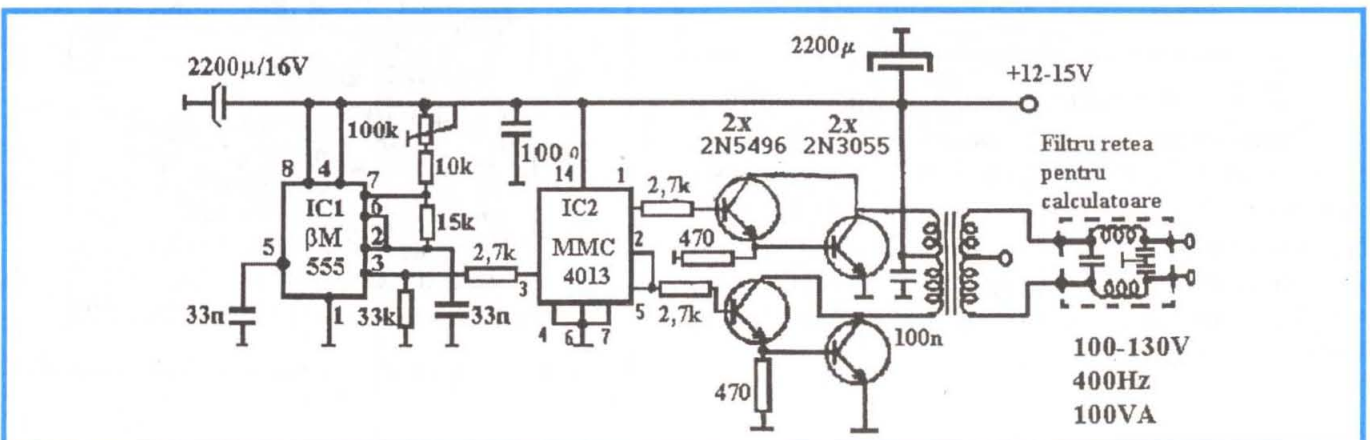 2200µ/16V
2200µ
+12-15V
100k
10k
15k
100n
8
4
7
6
2
3
5
1
IC1
βM
555
33n
33k
33n
2,7k
3
14
1
IC2
MMC
4013
2
5
4
6
7
2,7k
2,7k
470
470
2x
2N5496
2x
2N3055
100n
Filtru retea
pentru
calculatoare
100-130V
400Hz
100VA